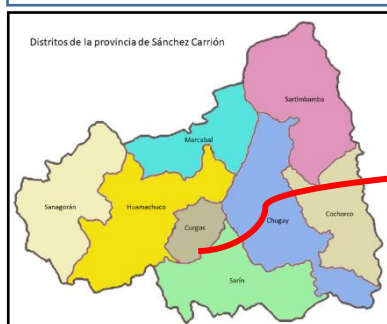 Distritos de la provincia de Sánchez Carrión
Sartimbamba
Marcabal
Sanagorán
Huamachuco
Cochorco
Curgos
Chugay
Sarín